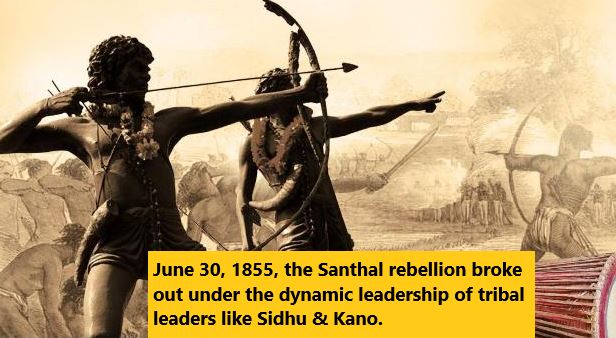 June 30, 1855, the Santhal rebellion broke
out under the dynamic leadership of tribal
leaders like Sidhu & Kano.